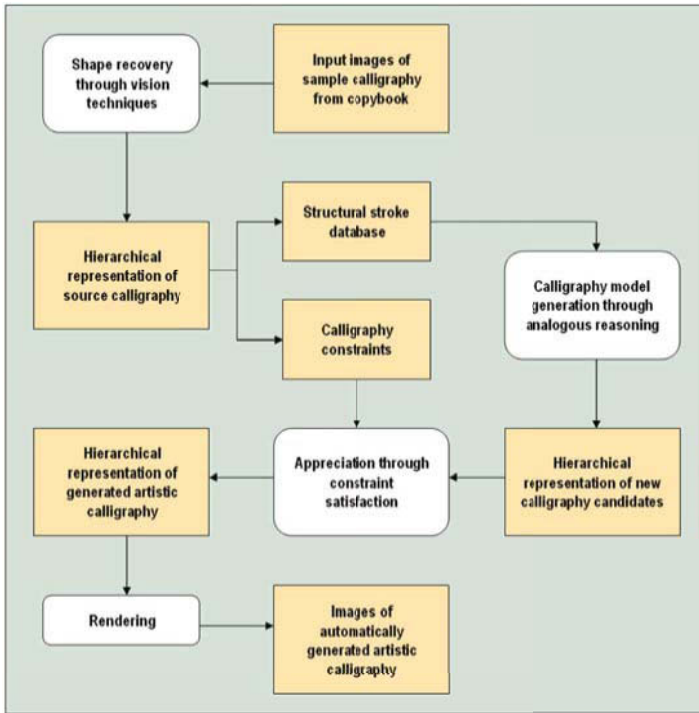 Shape recovery
through vision
techniques
Input images of
sample calligraphy
from copybook
Hierarchical
representation of
source calligraphy
Structural stroke
database
Calligraphy
constraints
Calligraphy model
generation through
analogous reasoning
Hierarchical
representation of
generated artistic
calligraphy
Appreciation through
constraint
satisfaction
Hierarchical
representation of new
calligraphy candidates
Rendering
Images of
automatically
generated artistic
calligraphy